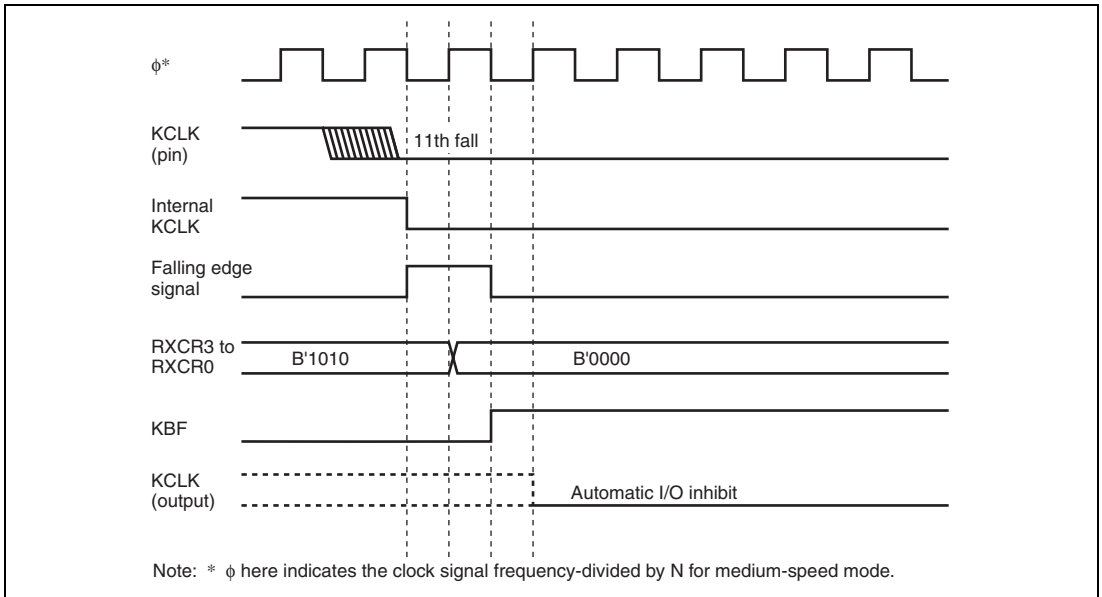 φ*
KCLK
(pin)
11th fall
Internal
KCLK
Falling edge
signal
RXCR3 to
RXCR0
B'1010
B'0000
KBF
KCLK
(output)
Automatic I/O inhibit
Note: * φ here indicates the clock signal frequency-divided by N for medium-speed mode.